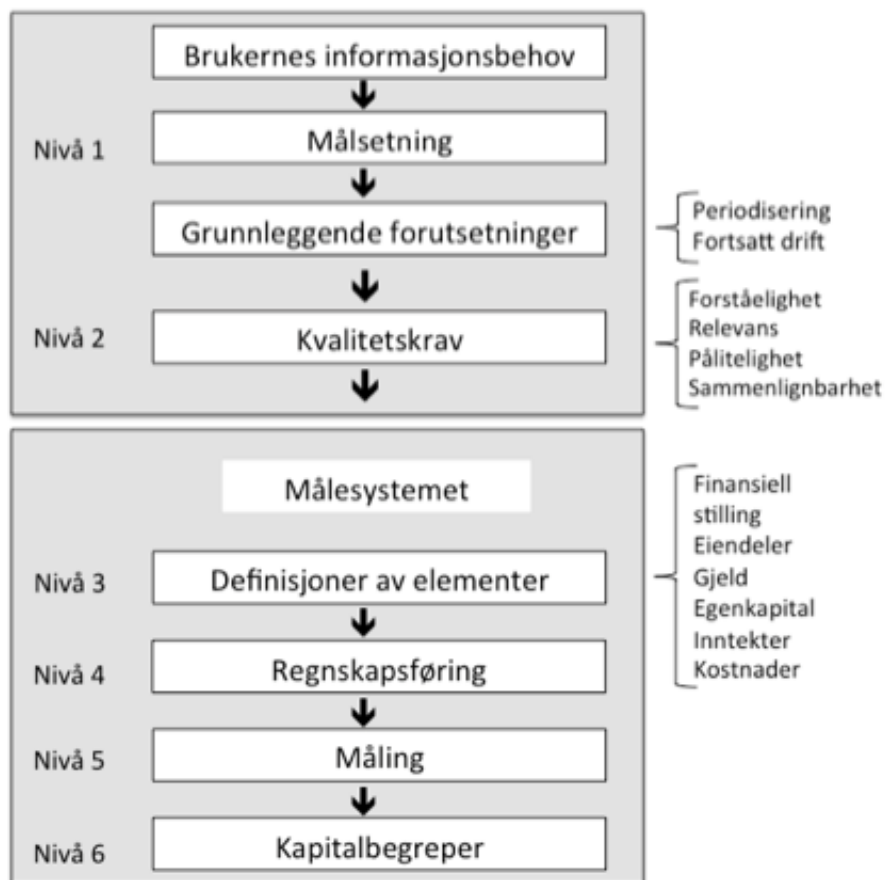 Brukernes informasjonsbehov
Nivå 1
Målsetning
Grunnleggende forutsetninger
Periodisering
Fortsatt drift
Nivå 2
Kvalitetskrav
Forståelighet
Relevans
Pålitelighet
Sammenlignbarhet
Målesystemet
Nivå 3
Definisjoner av elementer
Finansiell
stilling
Eiendeler
Gjeld
Egenkapital
Inntekter
Kostnader
Nivå 4
Regnskapsføring
Nivå 5
Måling
Nivå 6
Kapitalbegreper